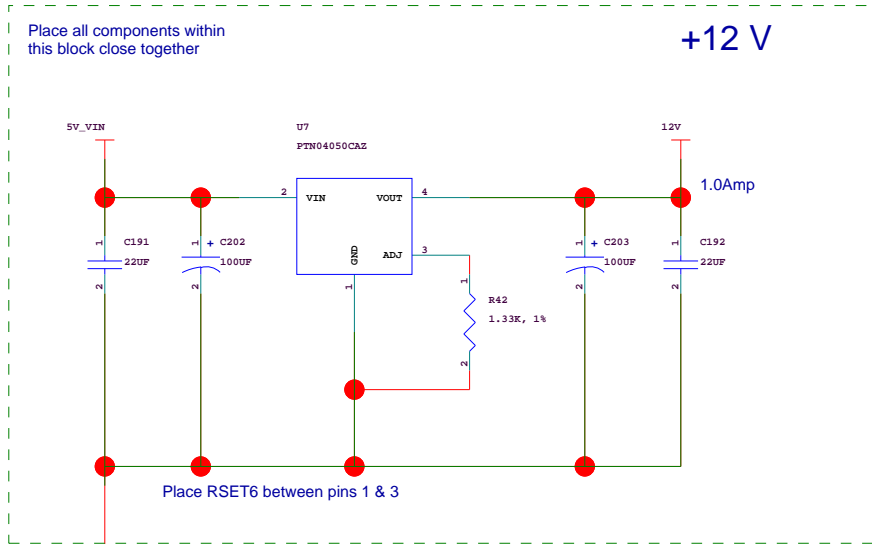 Place all components within
this block close together
+12 V
5V_VIN
U7
PTN04050CAZ
12V
2
VIN
VOUT
4
1.0Amp
1
C191
22UF
2
1
+
C202
100UF
2
GND
1
ADJ
3
1
R42
1.33K, 1%
2
1
+
C203
100UF
2
1
C192
22UF
2
Place RSET6 between pins 1 & 3